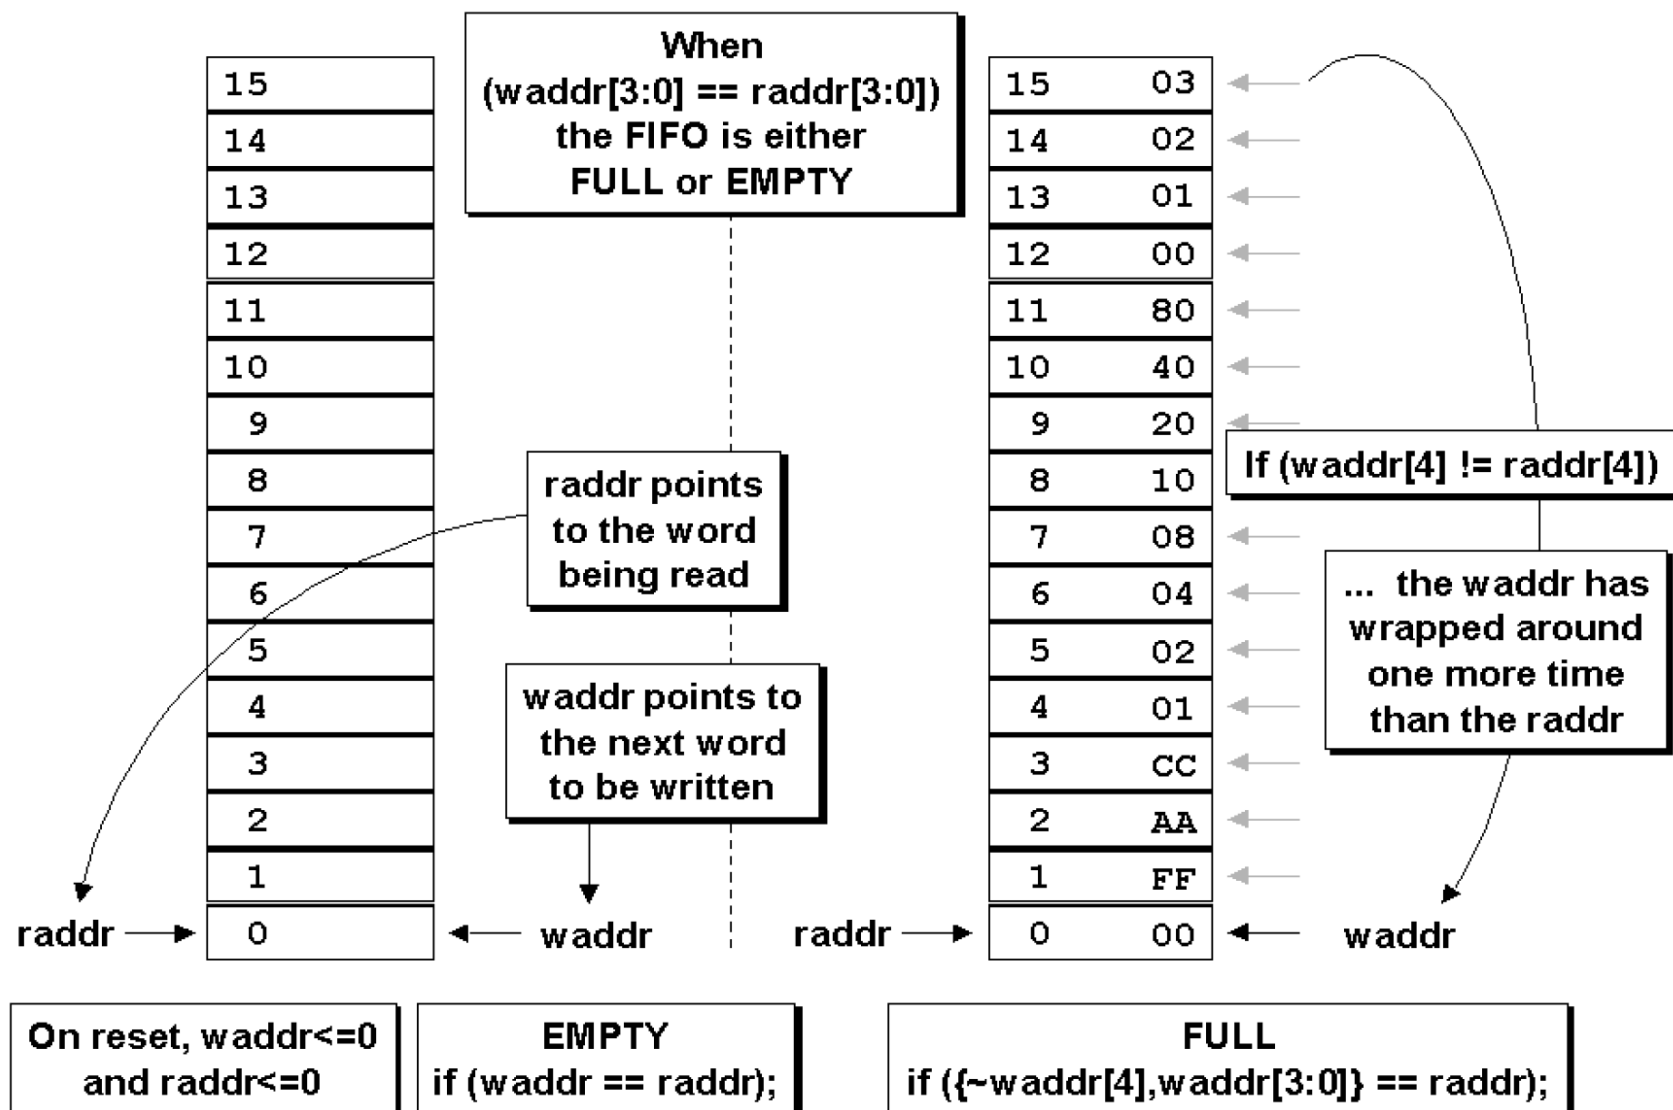 When
(waddr[3:0] == raddr[3:0])
the FIFO is either
FULL or EMPTY
15
14
13
12
11
10
9
8
7
6
5
4
3
2
1
0
raddr
waddr
raddr points
to the word
being read
waddr points to
the next word
to be written
15 03
14 02
13 01
12 00
11 80
10 40
9 20
8 10
7 08
6 04
5 02
4 01
3 CC
2 AA
1 FF
0 00
raddr
waddr
If (waddr[4] != raddr[4])
... the waddr has
wrapped around
one more time
than the raddr
On reset, waddr<=0
and raddr<=0
EMPTY
if (waddr == raddr);
FULL
if ({~waddr[4],waddr[3:0]} == raddr);